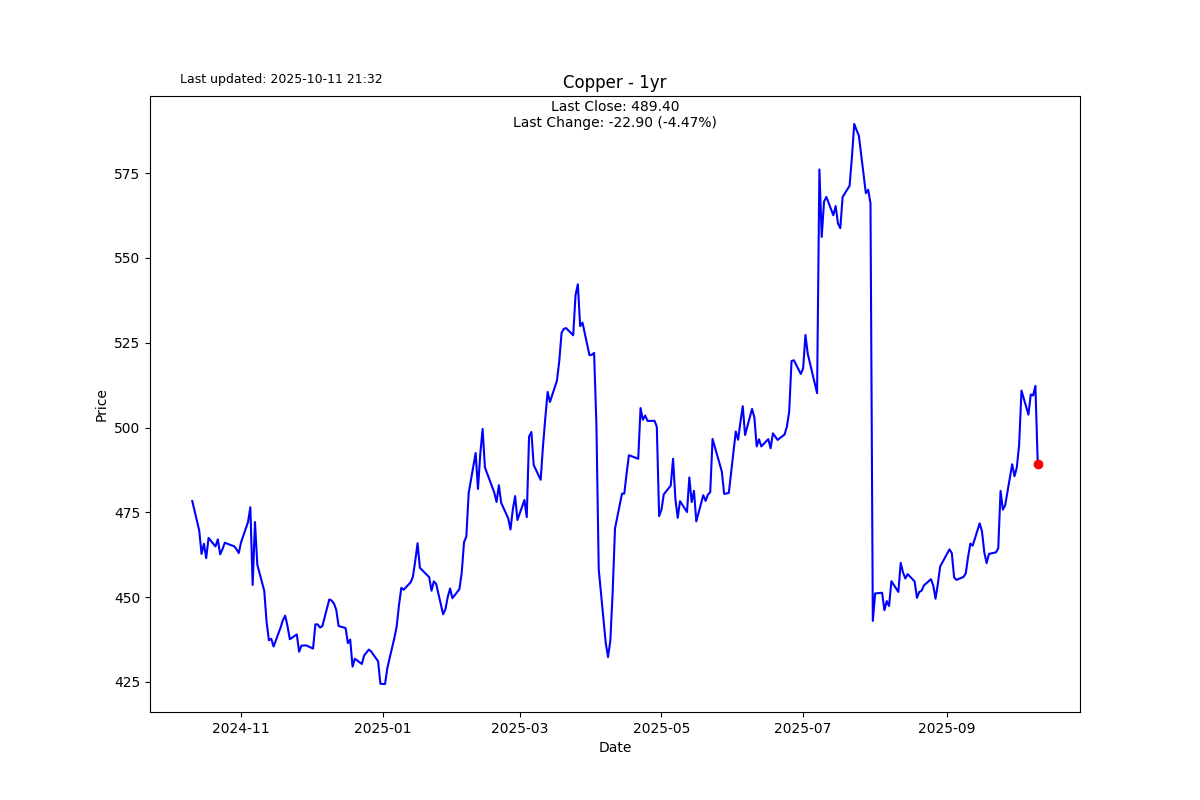 Last updated: 2025-10-11 21:32
Copper - 1yr
Last Close: 489.40
Last Change: -22.90 (-4.47%)
575
550
525
500
475
450
425
Price
2024-11
2025-01
2025-03
2025-05
2025-07
2025-09
Date